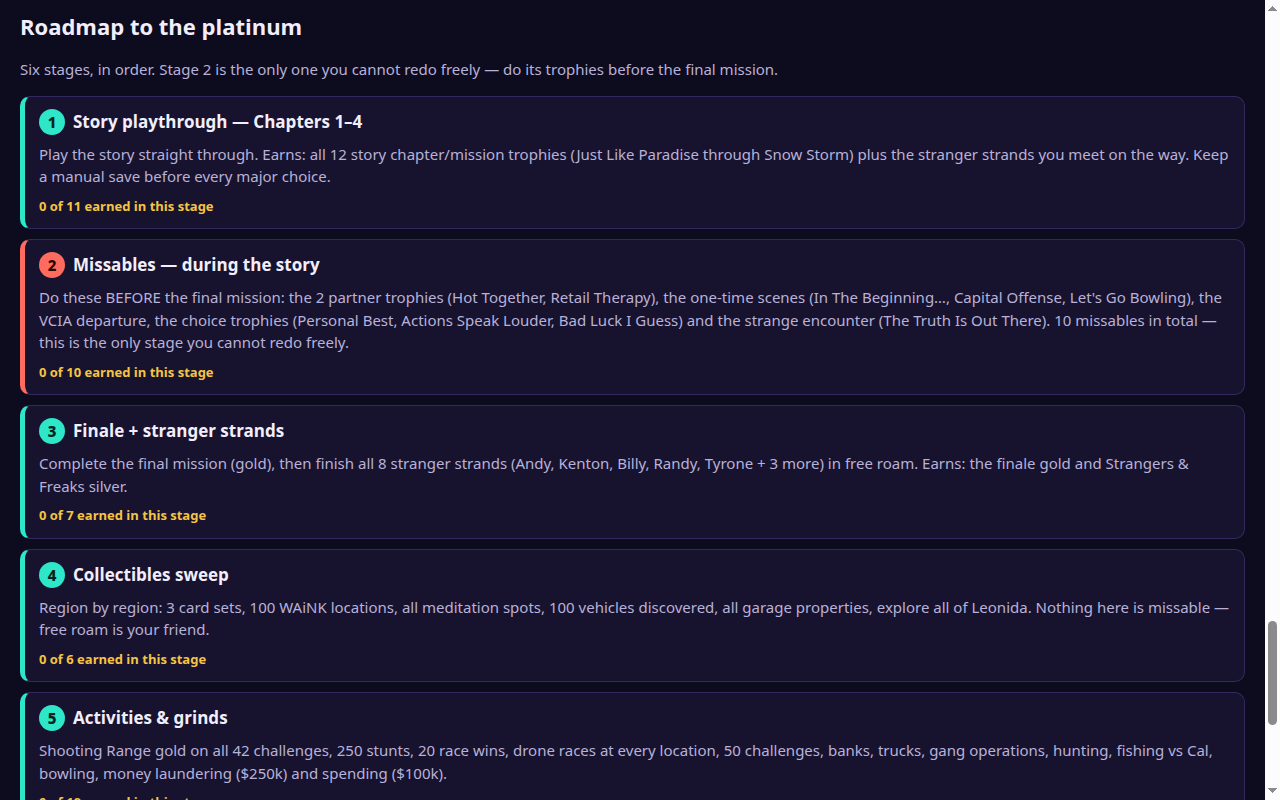 Roadmap to the platinum
Six stages, in order. Stage 2 is the only one you cannot redo freely — do its trophies before the final mission.
1 Story playthrough — Chapters 1–4
Play the story straight through. Earns: all 12 story chapter/mission trophies (Just Like Paradise through Snow Storm) plus the stranger strands you meet on the way. Keep
a manual save before every major choice.
0 of 11 earned in this stage
2 Missables — during the story
Do these BEFORE the final mission: the 2 partner trophies (Hot Together, Retail Therapy), the one-time scenes (In The Beginning..., Capital Offense, Let's Go Bowling), the
VCIA departure, the choice trophies (Personal Best, Actions Speak Louder, Bad Luck I Guess) and the strange encounter (The Truth Is Out There). 10 missables in total —
this is the only stage you cannot redo freely.
0 of 10 earned in this stage
3 Finale + stranger strands
Complete the final mission (gold), then finish all 8 stranger strands (Andy, Kenton, Billy, Randy, Tyrone + 3 more) in free roam. Earns: the finale gold and Strangers &
Freaks silver.
0 of 7 earned in this stage
4 Collectibles sweep
Region by region: 3 card sets, 100 WAiNK locations, all meditation spots, 100 vehicles discovered, all garage properties, explore all of Leonida. Nothing here is missable —
free roam is your friend.
0 of 6 earned in this stage
5 Activities & grinds
Shooting Range gold on all 42 challenges, 250 stunts, 20 race wins, drone races at every location, 50 challenges, banks, trucks, gang operations, hunting, fishing vs Cal,
bowling, money laundering ($250k) and spending ($100k).